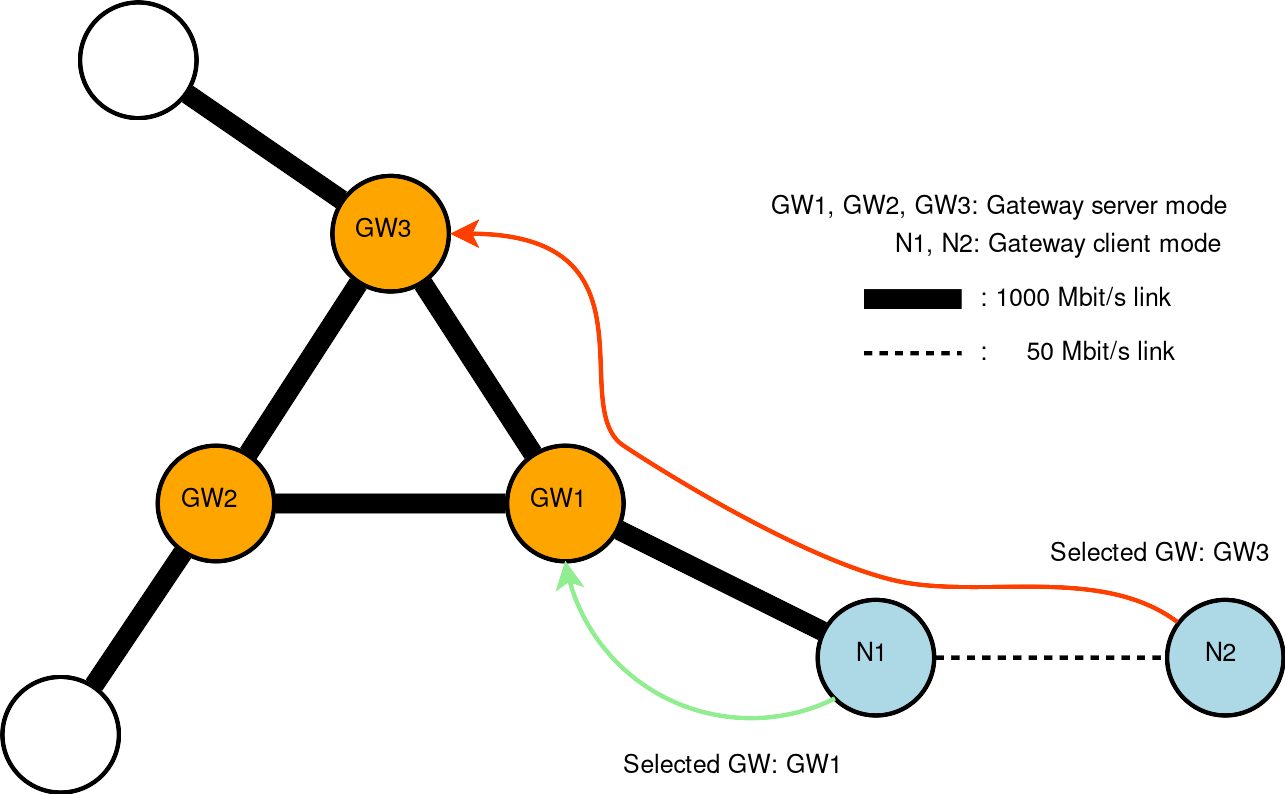 GW3
GW1, GW2, GW3: Gateway server mode
N1, N2: Gateway client mode
: 1000 Mbit/s link
: 50 Mbit/s link
GW2
GW1
Selected GW: GW3
N1
N2
Selected GW: GW1